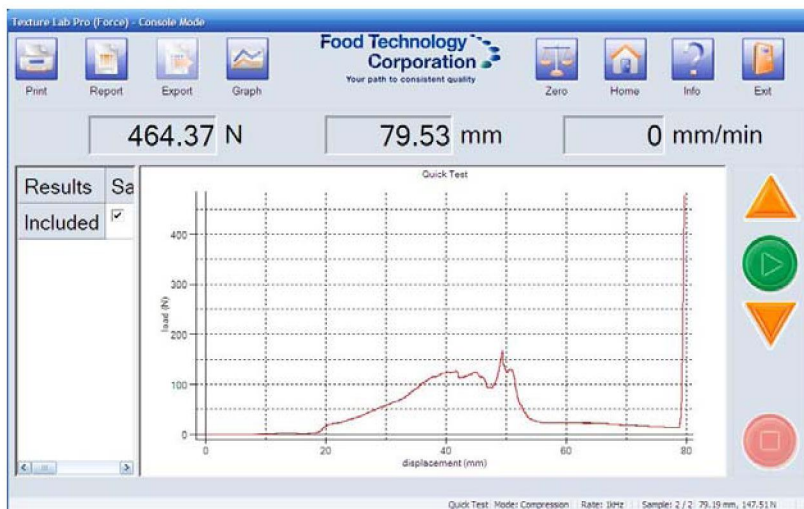 Texture Lab Pro (Force) - Console Mode
Print Report Export Graph
Food Technology
Corporation
Your path to consistent quality
Zero Home Info Exit
464.37 N 79.53 mm 0 mm/min
Results Sa
Included
Quick Test
load (N)
400
300
200
100
0
0 20 40 60 80
displacement (mm)
Quick Test Mode: Compression Rate: 1kHz Sample: 2 / 2 79.19 mm, 147.51 N